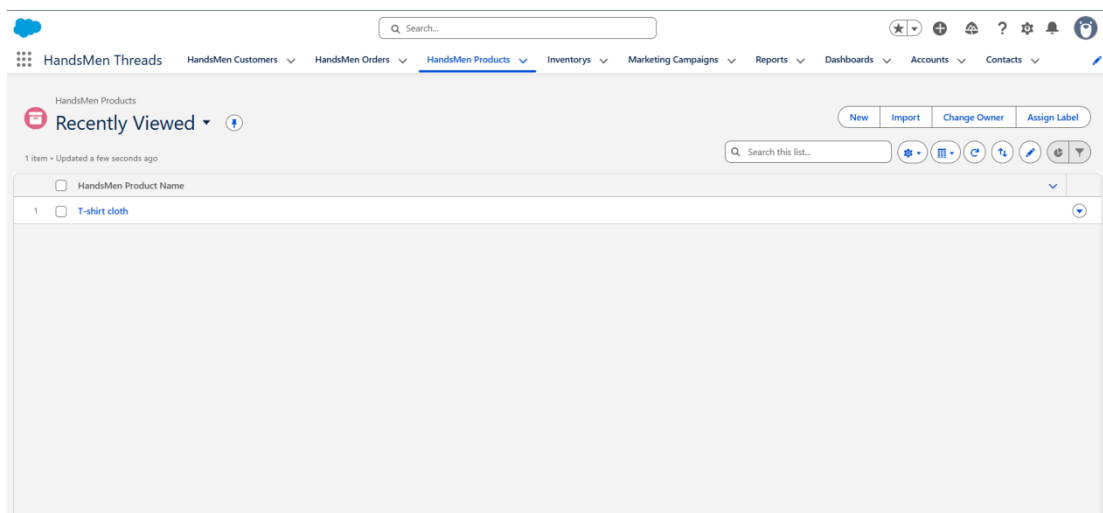 Search...
HandsMen Threads HandsMen Customers HandsMen Orders HandsMen Products Inventorys Marketing Campaigns Reports Dashboards Accounts Contacts
HandsMen Products
Recently Viewed
New Import Change Owner Assign Label
1 item • Updated a few seconds ago
Search this list...
HandsMen Product Name
1 T-shirt cloth